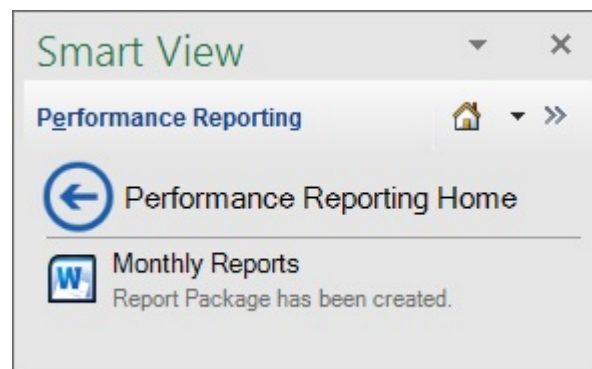 Smart View
Performance Reporting
Performance Reporting Home
Monthly Reports
Report Package has been created.